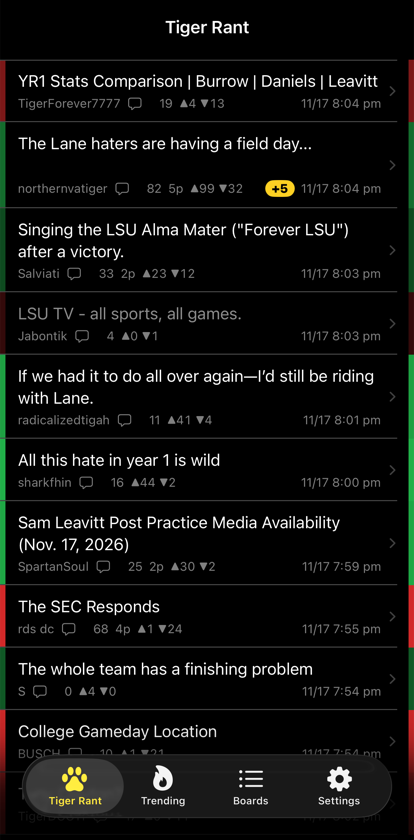 Tiger Rant
YR1 Stats Comparison | Burrow | Daniels | Leavitt
TigerForever7777 19 ▲4 ▼13 11/17 8:04 pm
The Lane haters are having a field day...
northernvatiger 82 5p ▲99 ▼32 +5 11/17 8:04 pm
Singing the LSU Alma Mater ("Forever LSU")
after a victory.
Salviati 33 2p ▲23 ▼12 11/17 8:03 pm
LSU TV - all sports, all games.
Jabontik 4 ▲0 ▼1 11/17 8:03 pm
If we had it to do all over again—I'd still be riding
with Lane.
radicalizedtigah 11 ▲41 ▼4 11/17 8:01 pm
All this hate in year 1 is wild
sharkfhin 16 ▲44 ▼2 11/17 8:00 pm
Sam Leavitt Post Practice Media Availability
(Nov. 17, 2026)
SpartanSoul 25 2p ▲30 ▼2 11/17 7:59 pm
The SEC Responds
rds dc 68 4p ▲1 ▼24 11/17 7:55 pm
The whole team has a finishing problem
S 0 ▲4 ▼0 11/17 7:54 pm
College Gameday Location
BUSCH 10 ▲1 ▼21 11/17 7:54 pm
Tiger Rant Trending Boards Settings